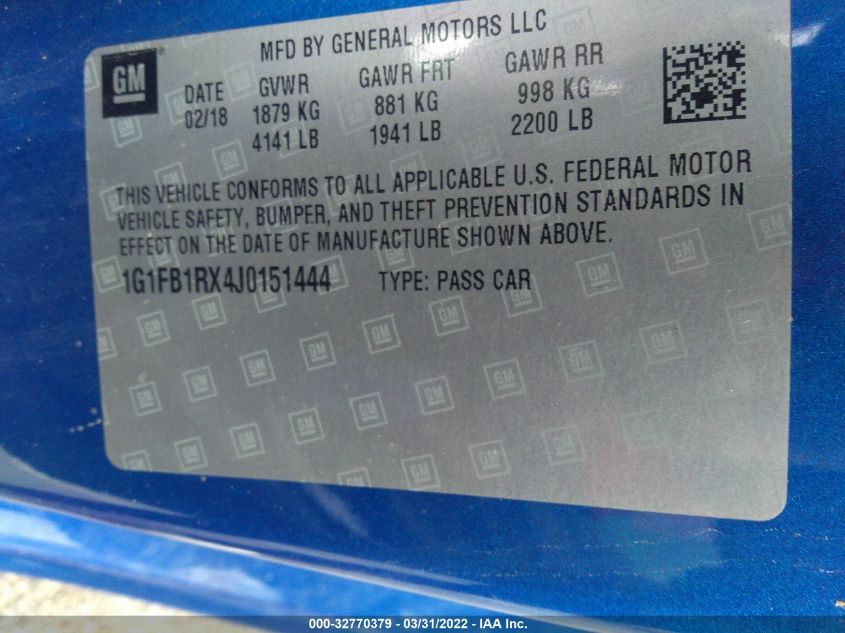 MFD BY GENERAL MOTORS LLC
GM
DATE GVWR GAWR FRT GAWR RR
02/18 1879 KG 881 KG 998 KG
4141 LB 1941 LB 2200 LB
THIS VEHICLE CONFORMS TO ALL APPLICABLE U.S. FEDERAL MOTOR
VEHICLE SAFETY, BUMPER, AND THEFT PREVENTION STANDARDS IN
EFFECT ON THE DATE OF MANUFACTURE SHOWN ABOVE.
1G1FB1RX4J0151444 TYPE: PASS CAR
000-32770379 - 03/31/2022 - IAA Inc.